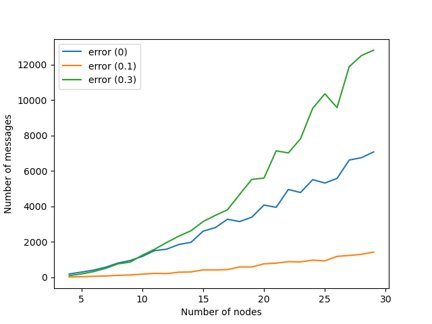 error (0)
error (0.1)
error (0.3)
12000
10000
8000
6000
4000
2000
0
Number of messages
5
10
15
20
25
30
Number of nodes